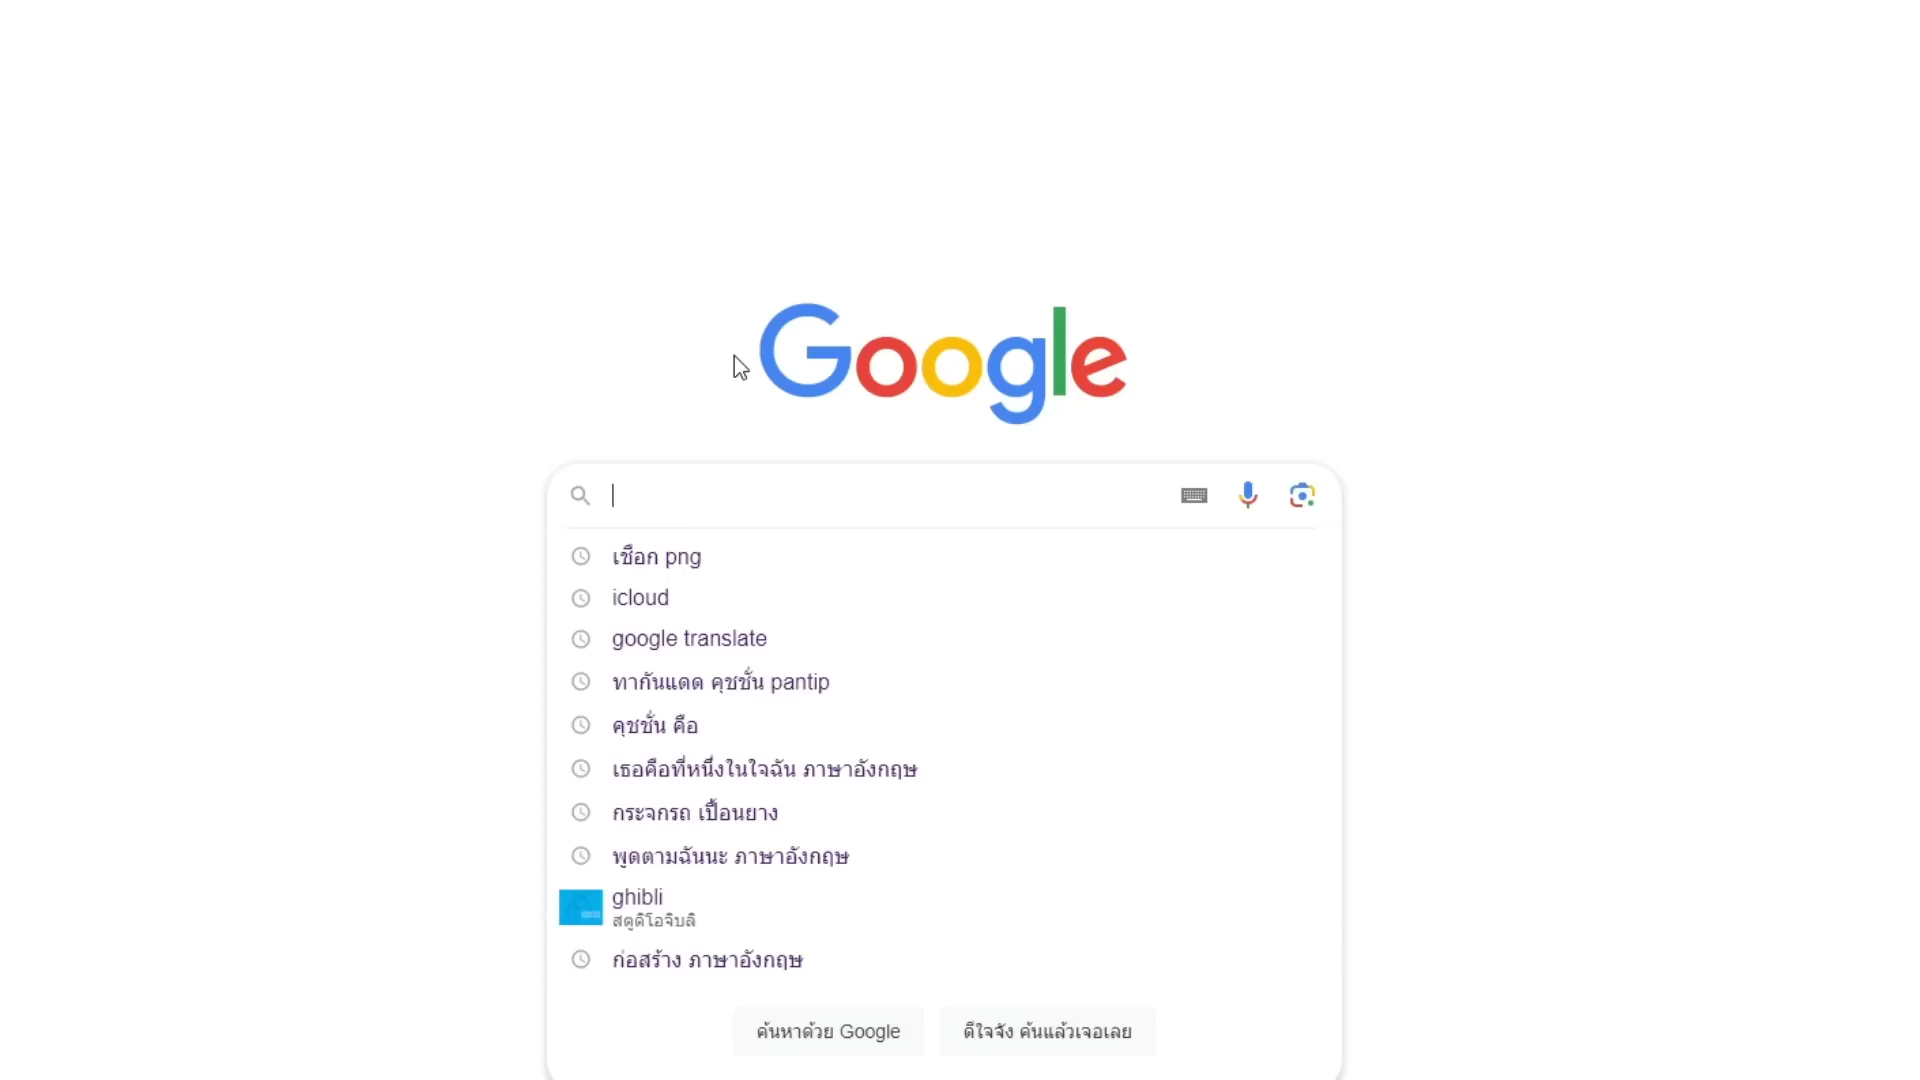 Google
เชือก png
icloud
google translate
ทากันแดด คุชชั่น pantip
คุชชั่น คือ
เธอคือที่หนึ่งในใจฉัน ภาษาอังกฤษ
กระจกรถ เปื้อนยาง
พูดตามฉันนะ ภาษาอังกฤษ
ghibli
สตูดิโอจิบลิ
ก่อสร้าง ภาษาอังกฤษ
ค้นหาด้วย Google
ดีใจจัง ค้นแล้วเจอเลย